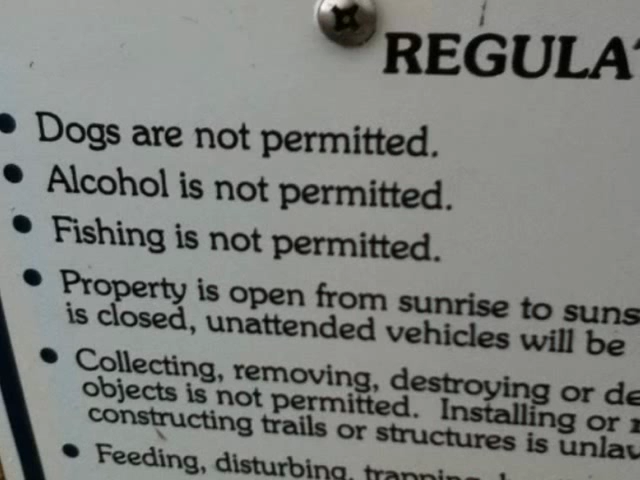 REGULA
• Dogs are not permitted.
• Alcohol is not permitted.
• Fishing is not permitted.
• Property is open from sunrise to suns
is closed, unattended vehicles will be
• Collecting, removing, destroying or de
objects is not permitted. Installing or
constructing trails or structures is unlav
• Feeding, disturbing, trapping,